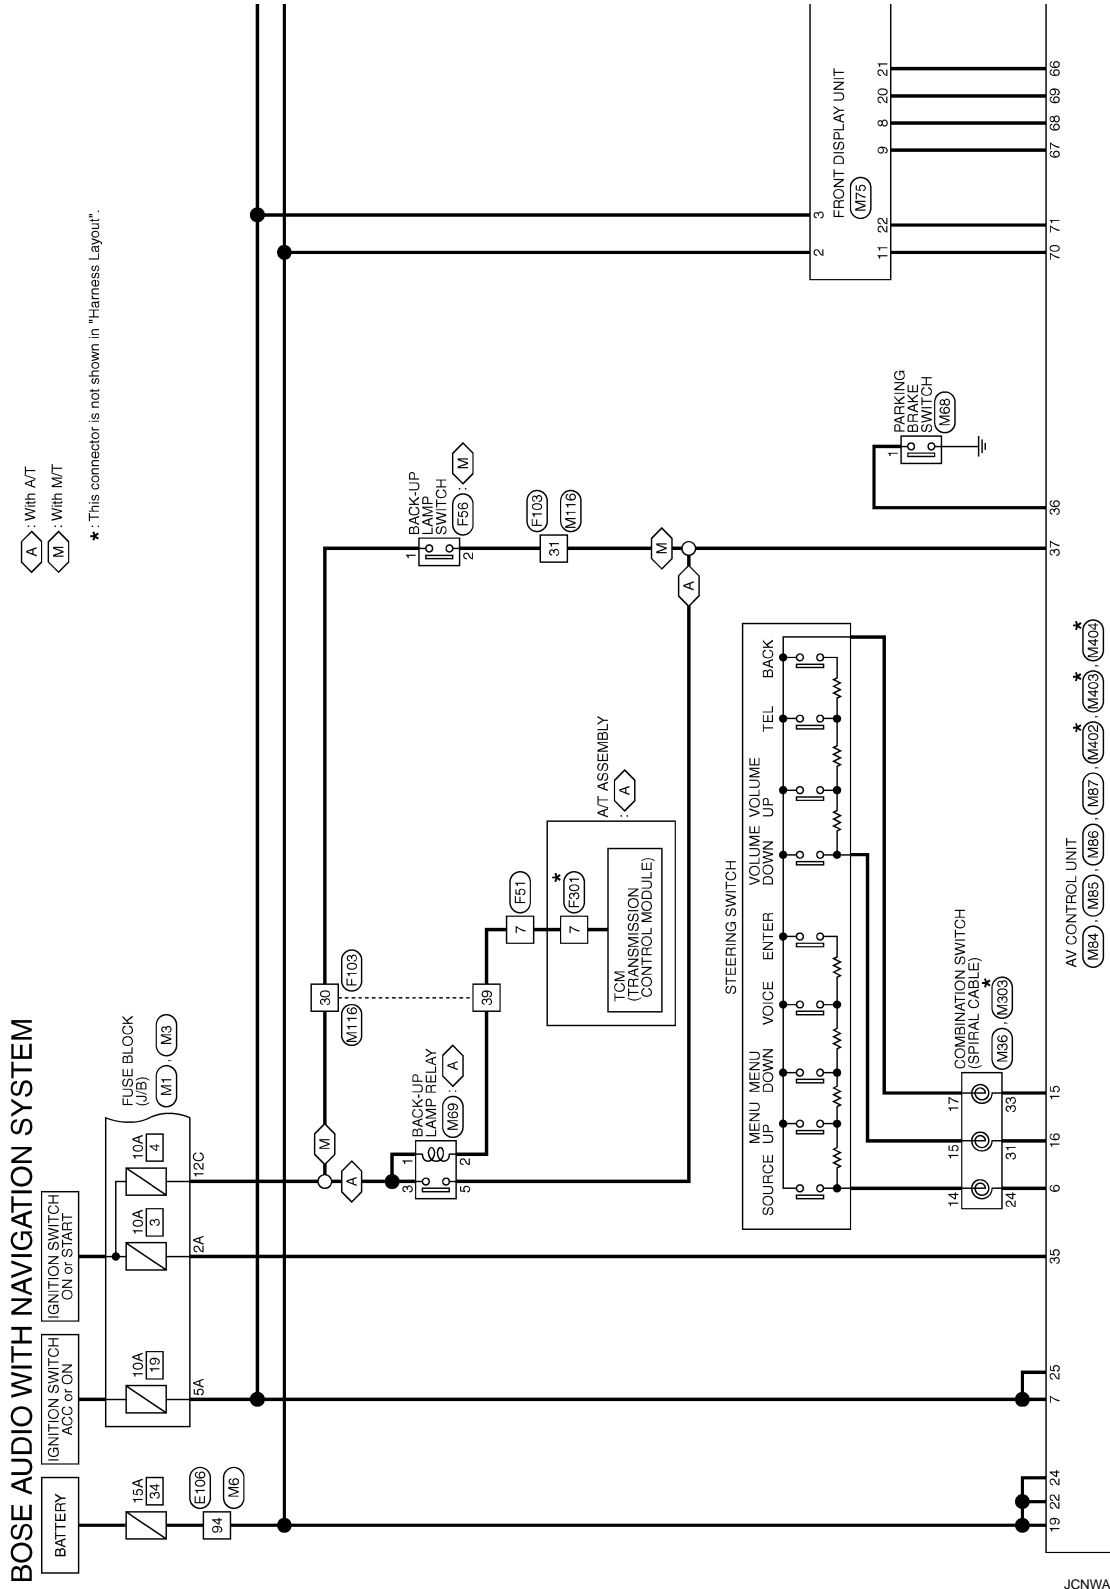 BOSE AUDIO WITH NAVIGATION SYSTEM
A : With A/T
M : With M/T
* : This connector is not shown in "Harness Layout".
BATTERY
IGNITION SWITCH
ACC or ON
IGNITION SWITCH
ON or START
15A
34
10A
19
10A
3
10A
4
FUSE BLOCK
(J/B)
M1 , M3
94
E106
M6
5A
2A
12C
M
A
30
M116
F103
39
BACK-UP
LAMP RELAY
M69 : A
1
2
3
5
7
F51
7
F301 *
A/T ASSEMBLY
: A
TCM
(TRANSMISSION
CONTROL MODULE)
BACK-UP
LAMP
SWITCH
F56 : M
1
2
31
F103
M116
M
A
STEERING SWITCH
SOURCE
MENU
UP
MENU
DOWN
VOICE
ENTER
VOLUME
DOWN
VOLUME
UP
TEL
BACK
COMBINATION SWITCH
(SPIRAL CABLE)
M36 , M303 *
14
15
17
24
31
33
PARKING
BRAKE
SWITCH
M68
1
FRONT DISPLAY UNIT
M75
2
3
11
22
9
8
20
21
19
22
24
7
25
35
6
16
15
37
36
70
71
67
68
69
66
AV CONTROL UNIT
M84 , M85 , M86 , M87 , M402 * , M403 * , M404 *
JCNWA